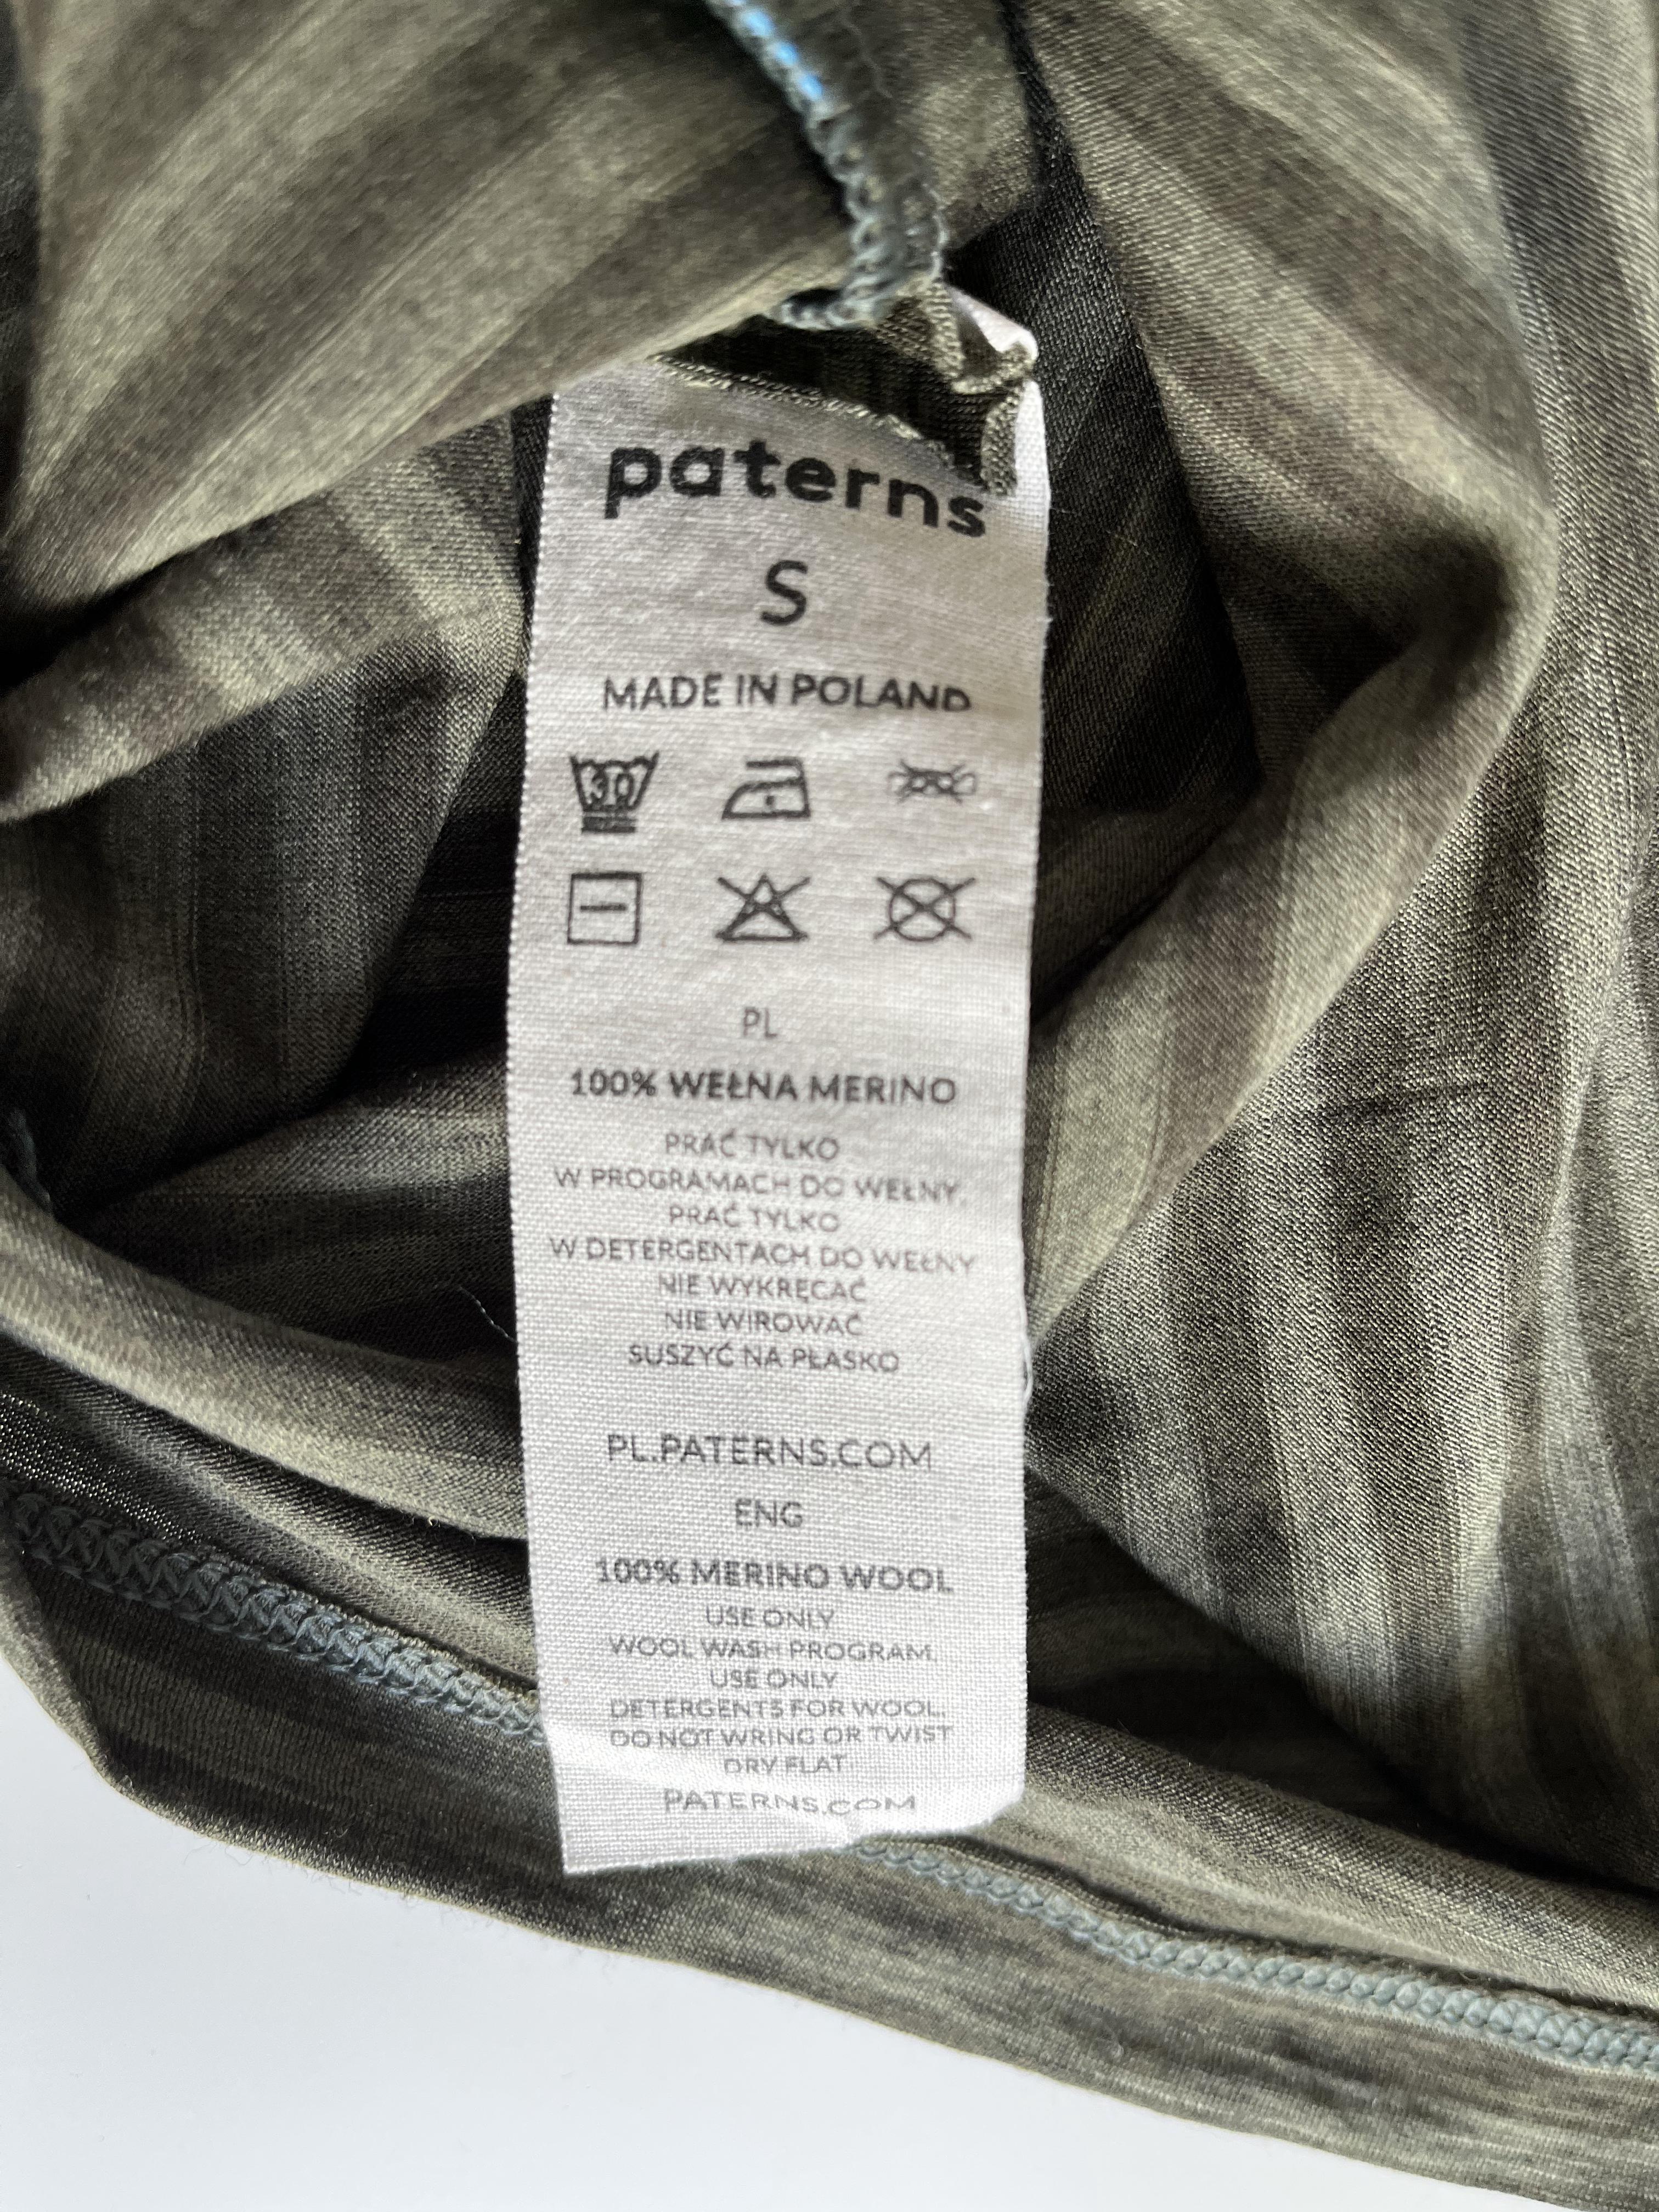 paterns
S
MADE IN POLAND
30
PL
100% WEŁNA MERINO
PRAĆ TYLKO
W PROGRAMACH DO WEŁNY.
PRAĆ TYLKO
W DETERGENTACH DO WEŁNY
NIE WYKRĘCAĆ
NIE WIROWAĆ
SUSZYĆ NA PŁASKO
PL.PATERNS.COM
ENG
100% MERINO WOOL
USE ONLY
WOOL WASH PROGRAM.
USE ONLY
DETERGENTS FOR WOOL.
DO NOT WRING OR TWIST
DRY FLAT
PATERNS.COM